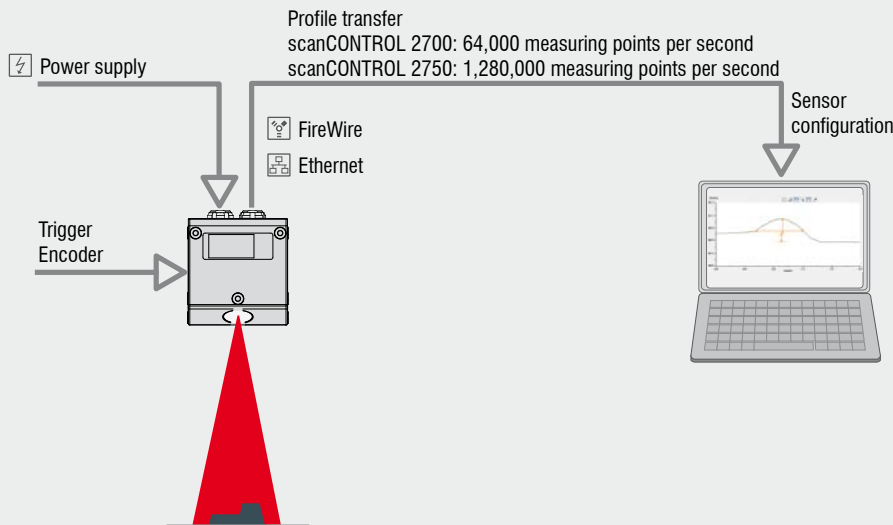 Profile transfer
scanCONTROL 2700: 64,000 measuring points per second
scanCONTROL 2750: 1,280,000 measuring points per second
Power supply
Sensor
configuration
FireWire
Ethernet
Trigger
Encoder